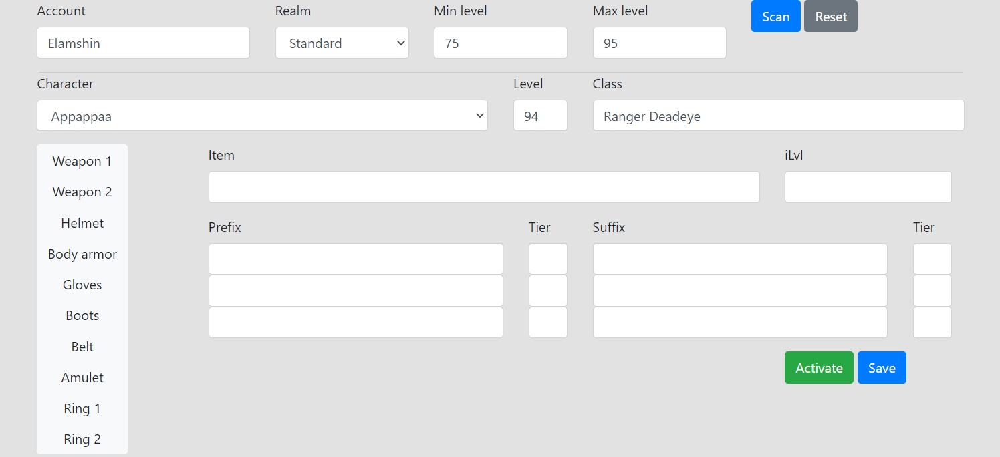 Account Realm Min level Max level Scan Reset
Elamshin Standard 75 95
Character Level Class
Appappaa 94 Ranger Deadeye
Weapon 1
Weapon 2
Helmet
Body armor
Gloves
Boots
Belt
Amulet
Ring 1
Ring 2
Item iLvl
Prefix Tier Suffix Tier
Activate Save